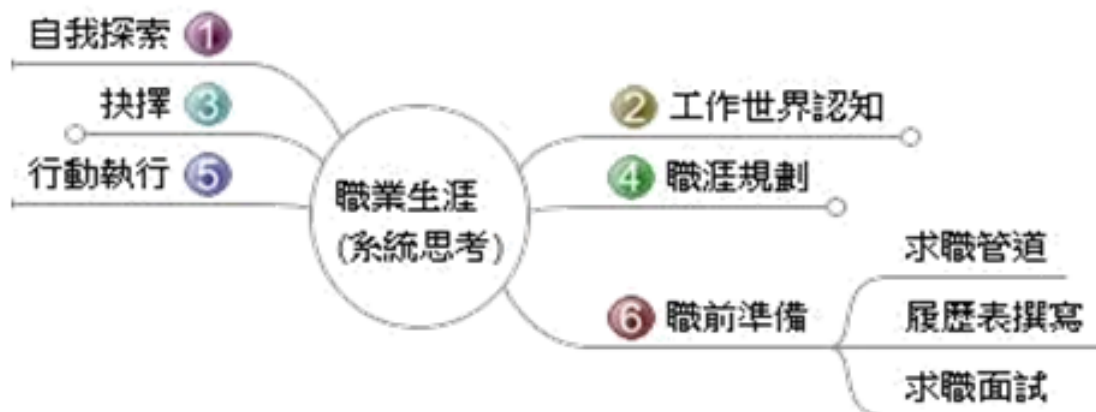 自我探索 1
2 工作世界認知
抉擇 3
4 職涯規劃
行動執行 5
6 職前準備
職業生涯
(系統思考)
求職管道
履歷表撰寫
求職面試